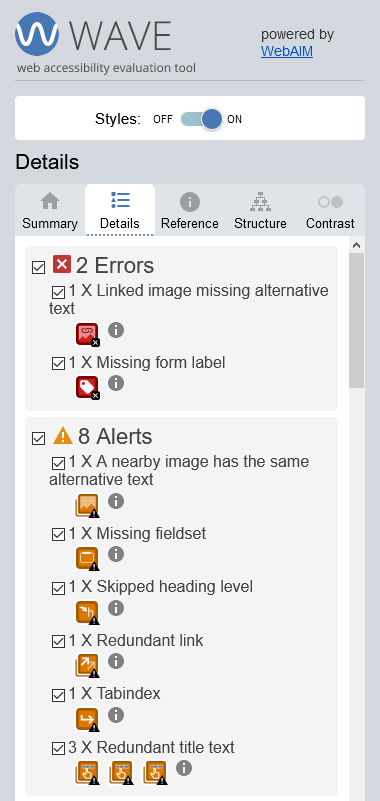 WAVE
web accessibility evaluation tool
powered by
WebAIM
Styles: OFF ON
Details
Summary Details Reference Structure Contrast
2 Errors
1 X Linked image missing alternative
text
1 X Missing form label
8 Alerts
1 X A nearby image has the same
alternative text
1 X Missing fieldset
1 X Skipped heading level
1 X Redundant link
1 X Tabindex
3 X Redundant title text